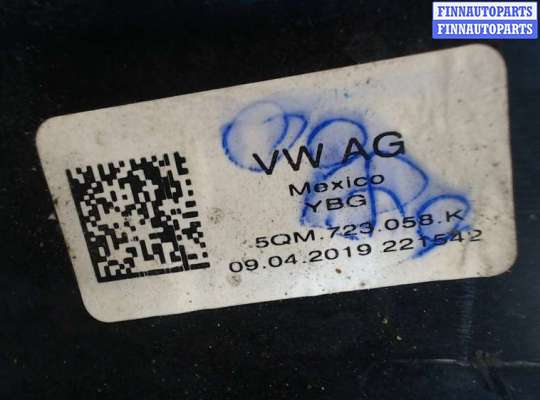 FINNAUTOPARTS
FINNAUTOPARTS
VW AG
Mexico
YBG
5QM.723.058.K
09.04.2019 221542